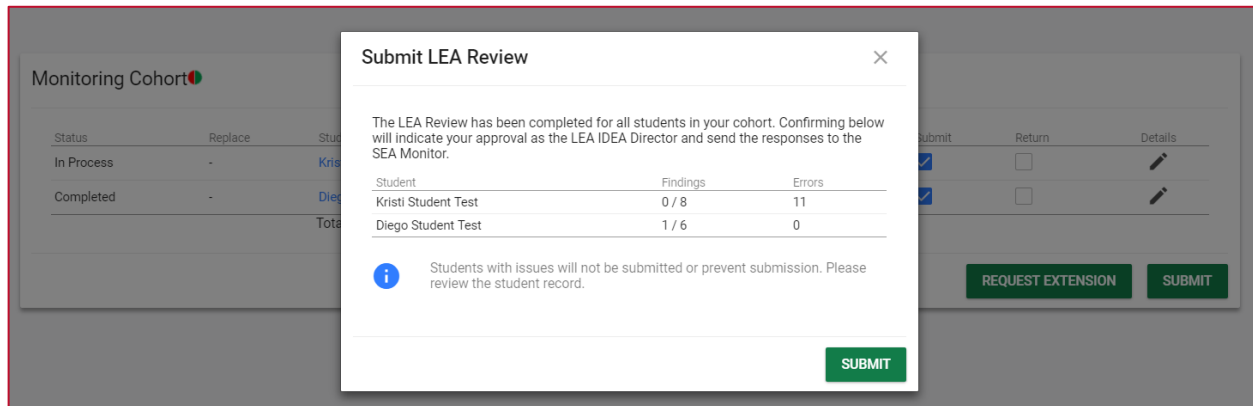 Submit LEA Review
Monitoring Cohort
The LEA Review has been completed for all students in your cohort. Confirming below
will indicate your approval as the LEA IDEA Director and send the responses to the
SEA Monitor.
Status Replace Stud Submit Return Details
In Process - Kris
Completed - Dieg
Tota
Student Findings Errors
Kristi Student Test 0 / 8 11
Diego Student Test 1 / 6 0
Students with issues will not be submitted or prevent submission. Please
review the student record.
REQUEST EXTENSION SUBMIT
SUBMIT